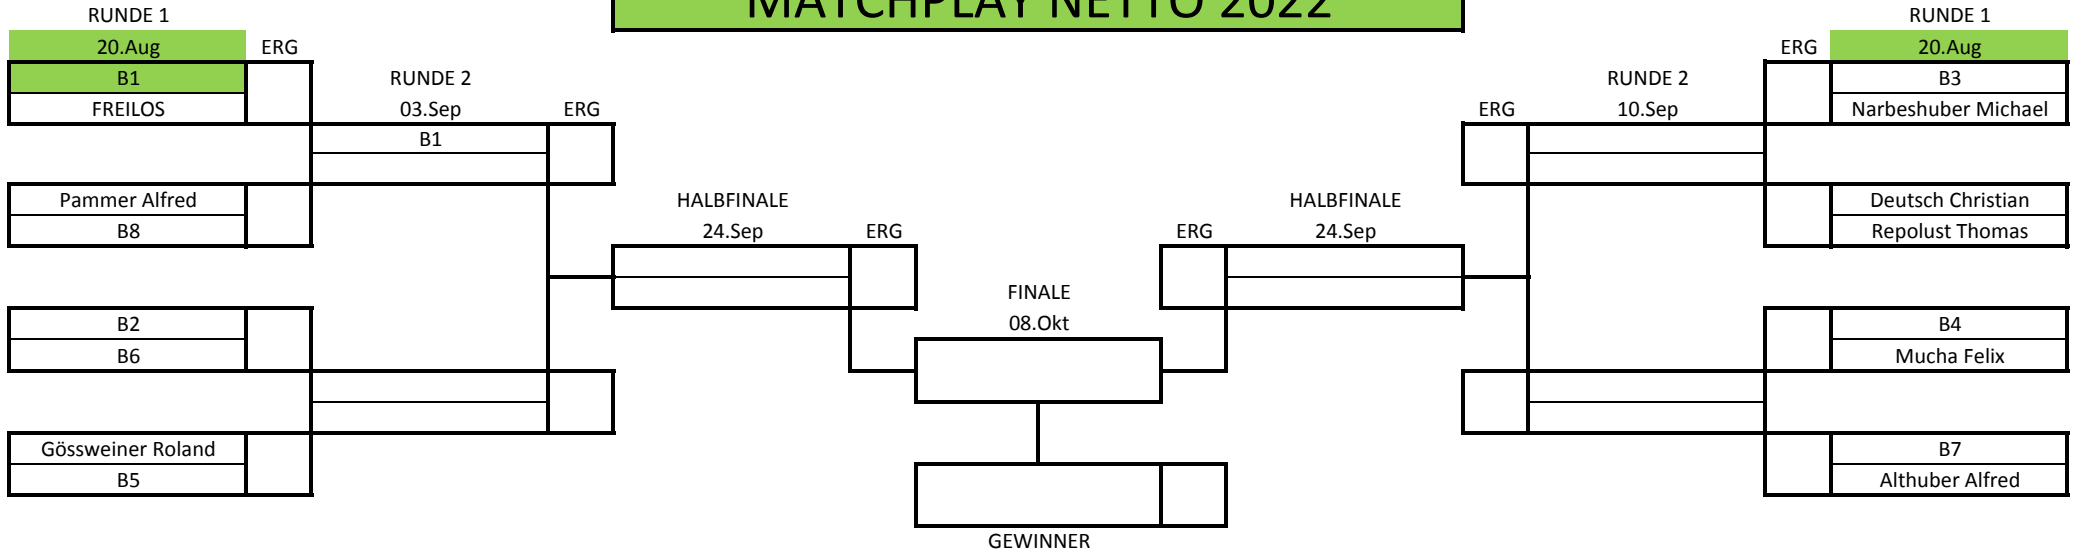 MATCHPLAY NETTO 2022
RUNDE 1
20.Aug ERG
B1
FREILOS
RUNDE 2
03.Sep ERG
B1
Pammer Alfred
B8
B2
B6
Gössweiner Roland
B5
HALBFINALE
24.Sep ERG
FINALE
08.Okt
GEWINNER
HALBFINALE
ERG 24.Sep
RUNDE 2
ERG 10.Sep
RUNDE 1
ERG 20.Aug
B3
Narbeshuber Michael
Deutsch Christian
Repolust Thomas
B4
Mucha Felix
B7
Althuber Alfred